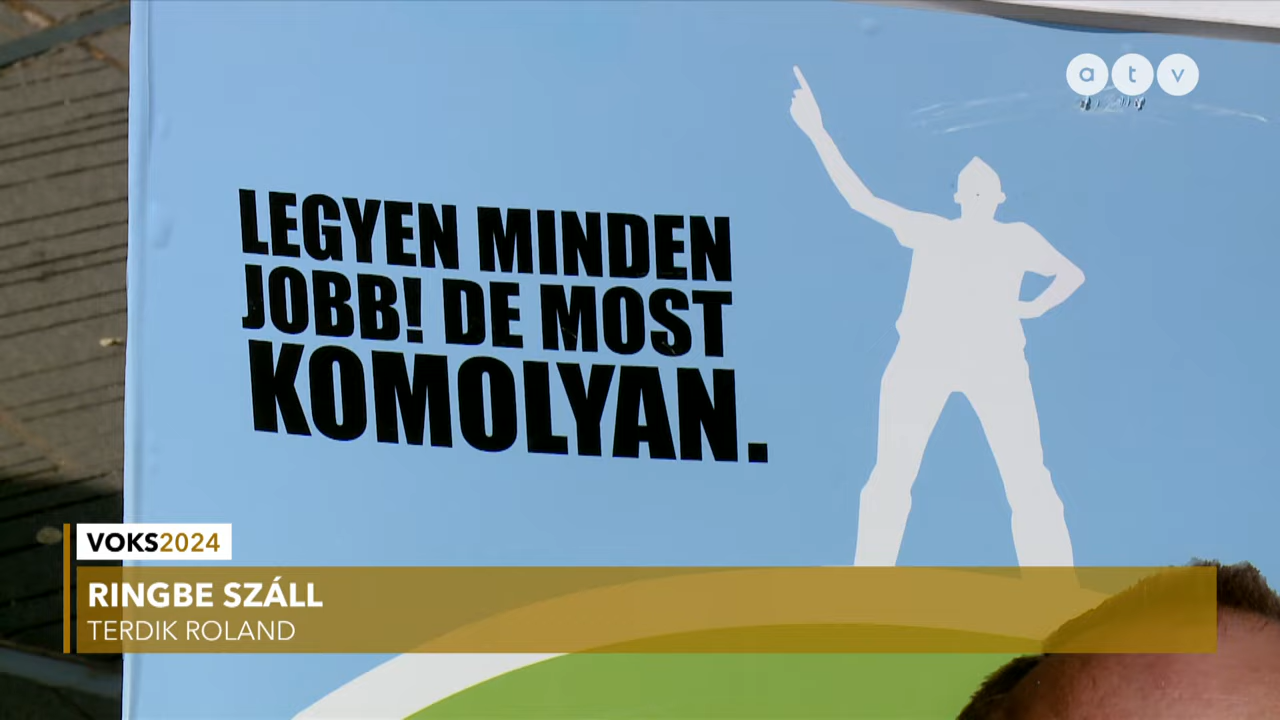 atv
LEGYEN MINDEN
JOBB! DE MOST
KOMOLYAN.
VOKS2024
RINGBE SZÁLL
TERDIK ROLAND